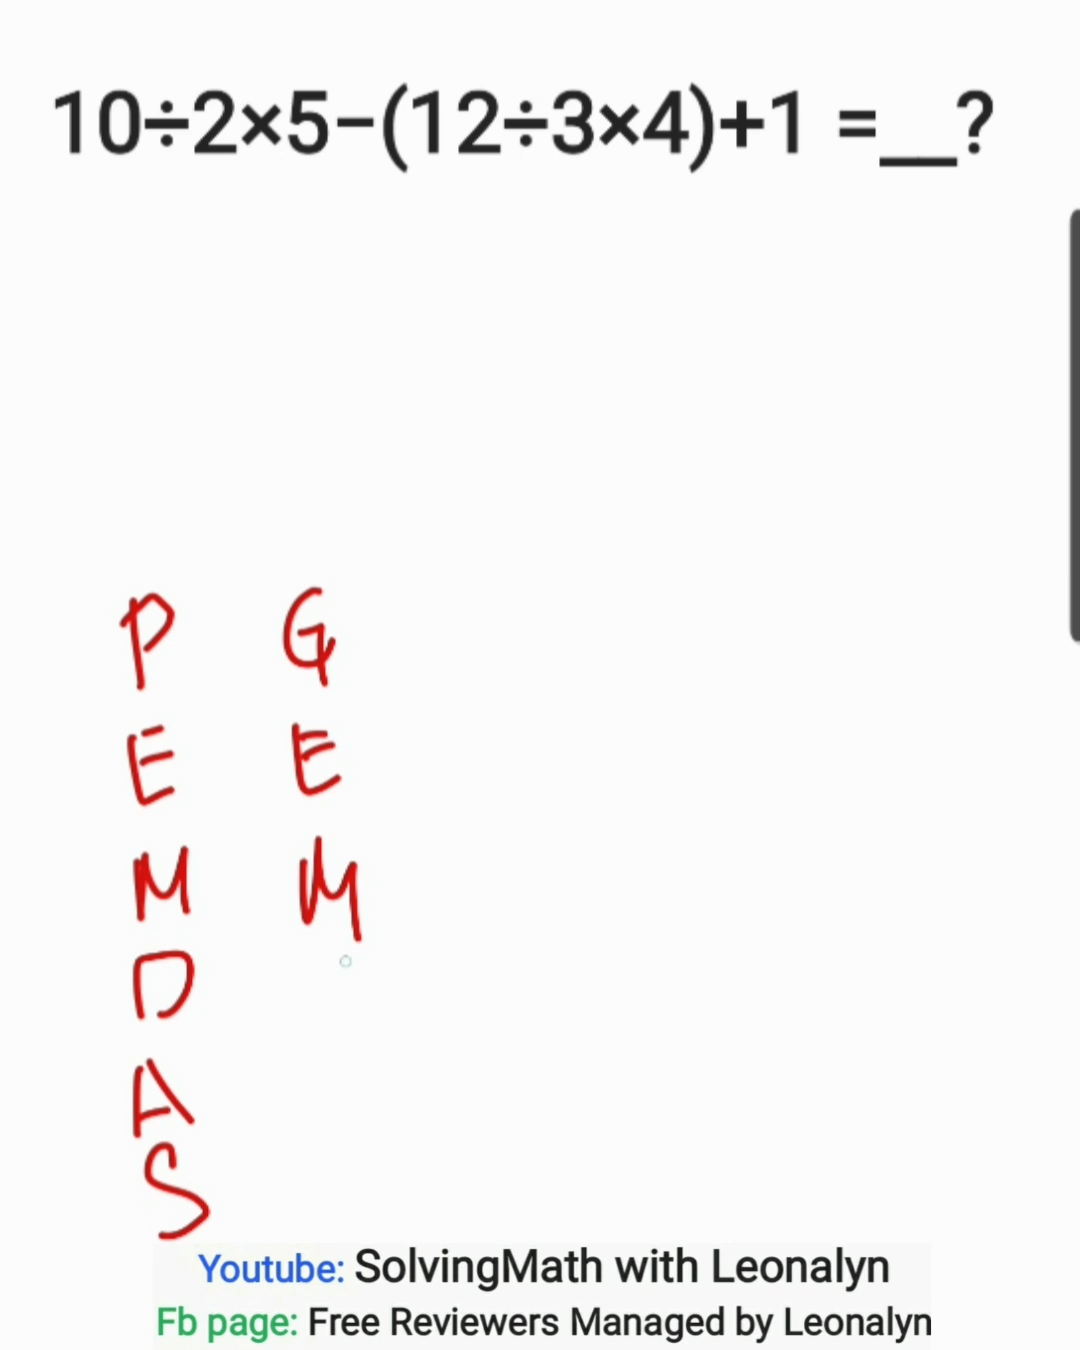 10÷2×5−(12÷3×4)+1 =__?
P G
E E
M M
D
A
S
Youtube: SolvingMath with Leonalyn
Fb page: Free Reviewers Managed by Leonalyn